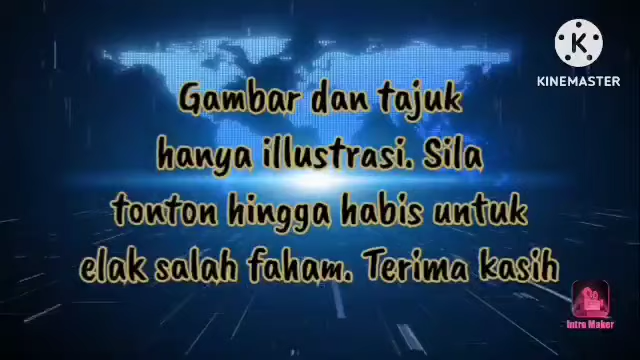 KINEMASTER
Gambar dan tajuk
hanya illustrasi. Sila
tonton hingga habis untuk
elak salah faham. Terima kasih
Intro Maker